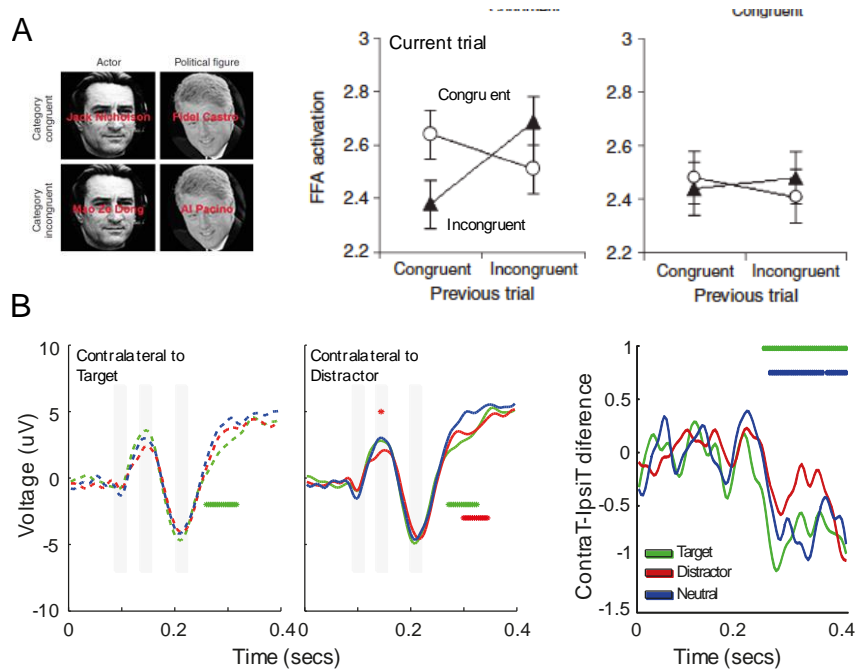 Congruent
A
Actor
Political figure
Category
congruent
Jack Nicholson
Fidel Castro
Category
incongruent
Mao Ze Dong
Al Pacino
3
2.8
2.6
2.4
2.2
FFA activation
Current trial
Congruent
Incongruent
Congruent
Incongruent
Previous trial
3
2.8
2.6
2.4
2.2
Congruent
Incongruent
Previous trial
B
10
5
0
-5
-10
Voltage (uV)
Contralateral to
Target
0
0.2
0.4
Contralateral to
Distractor
0
0.2
0.4
Time (secs)
1
0.5
0
-0.5
-1
-1.5
ContraT-IpsiT diference
Target
Distractor
Neutral
0
0.2
0.4
Time (secs)